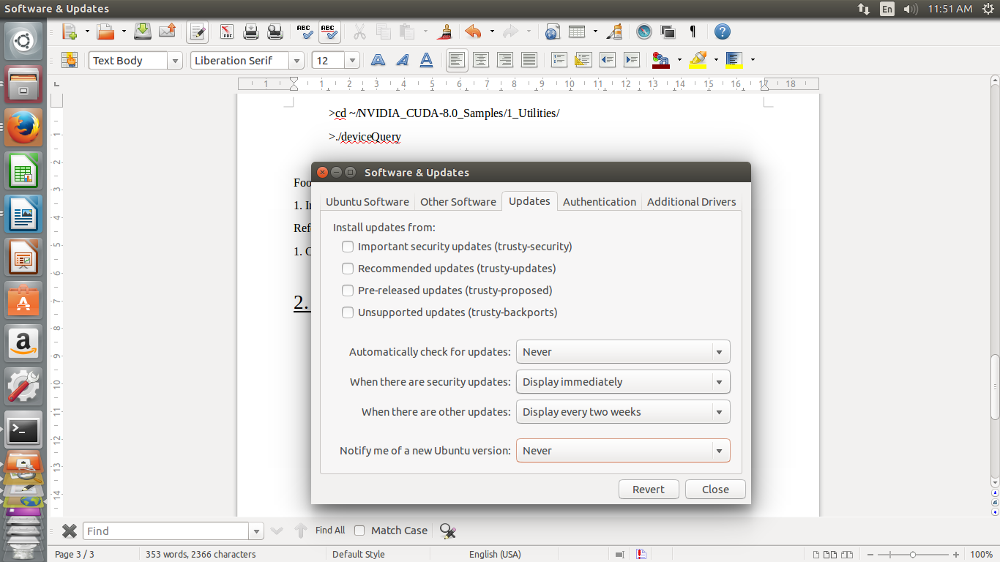 Software & Updates
En
11:51 AM
Text Body
Liberation Serif
12
1 1 2 3 4 5 6 7 8 9 10 11 12 13 14 15 16 17 18
>cd ~/NVIDIA_CUDA-8.0_Samples/1_Utilities/
>./deviceQuery
Foo
1. I
Ref
1. C
2.
Software & Updates
Ubuntu Software
Other Software
Updates
Authentication
Additional Drivers
Install updates from:
Important security updates (trusty-security)
Recommended updates (trusty-updates)
Pre-released updates (trusty-proposed)
Unsupported updates (trusty-backports)
Automatically check for updates: Never
When there are security updates: Display immediately
When there are other updates: Display every two weeks
Notify me of a new Ubuntu version: Never
Revert
Close
Find
Find All
Match Case
Page 3 / 3
353 words, 2366 characters
Default Style
English (USA)
100%